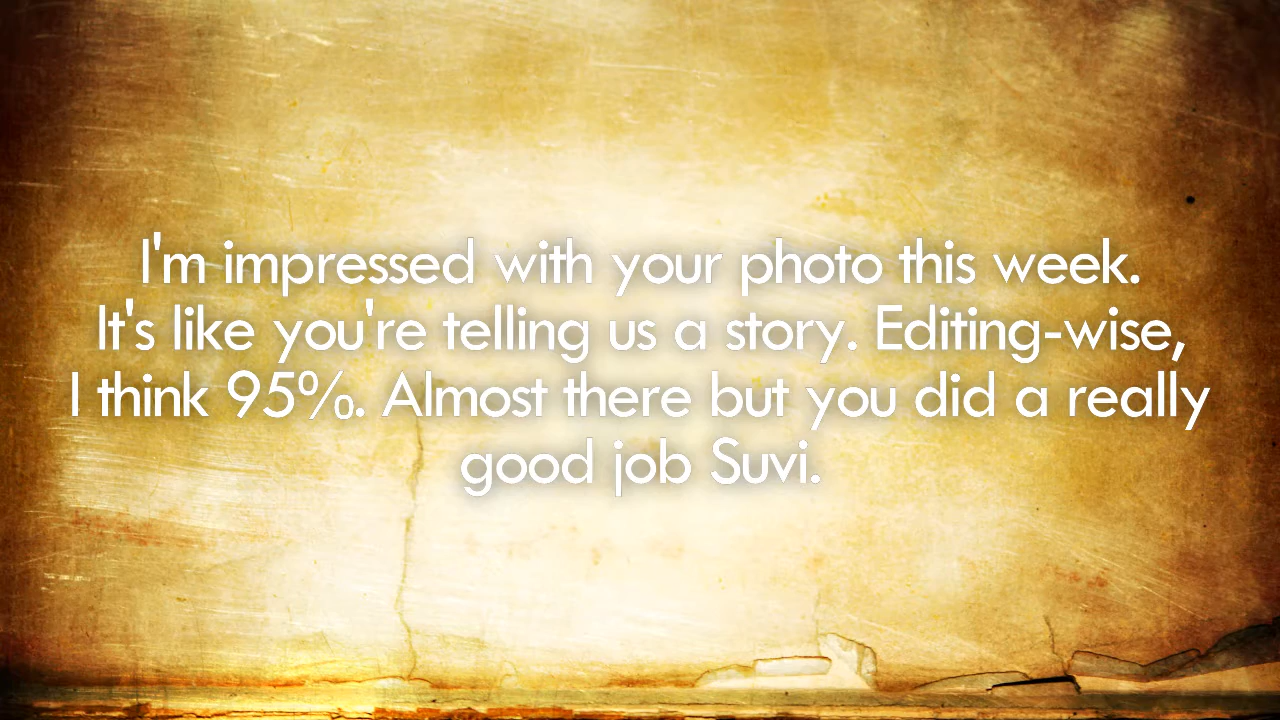 I'm impressed with your photo this week.
It's like you're telling us a story. Editing-wise,
I think 95%. Almost there but you did a really
good job Suvi.